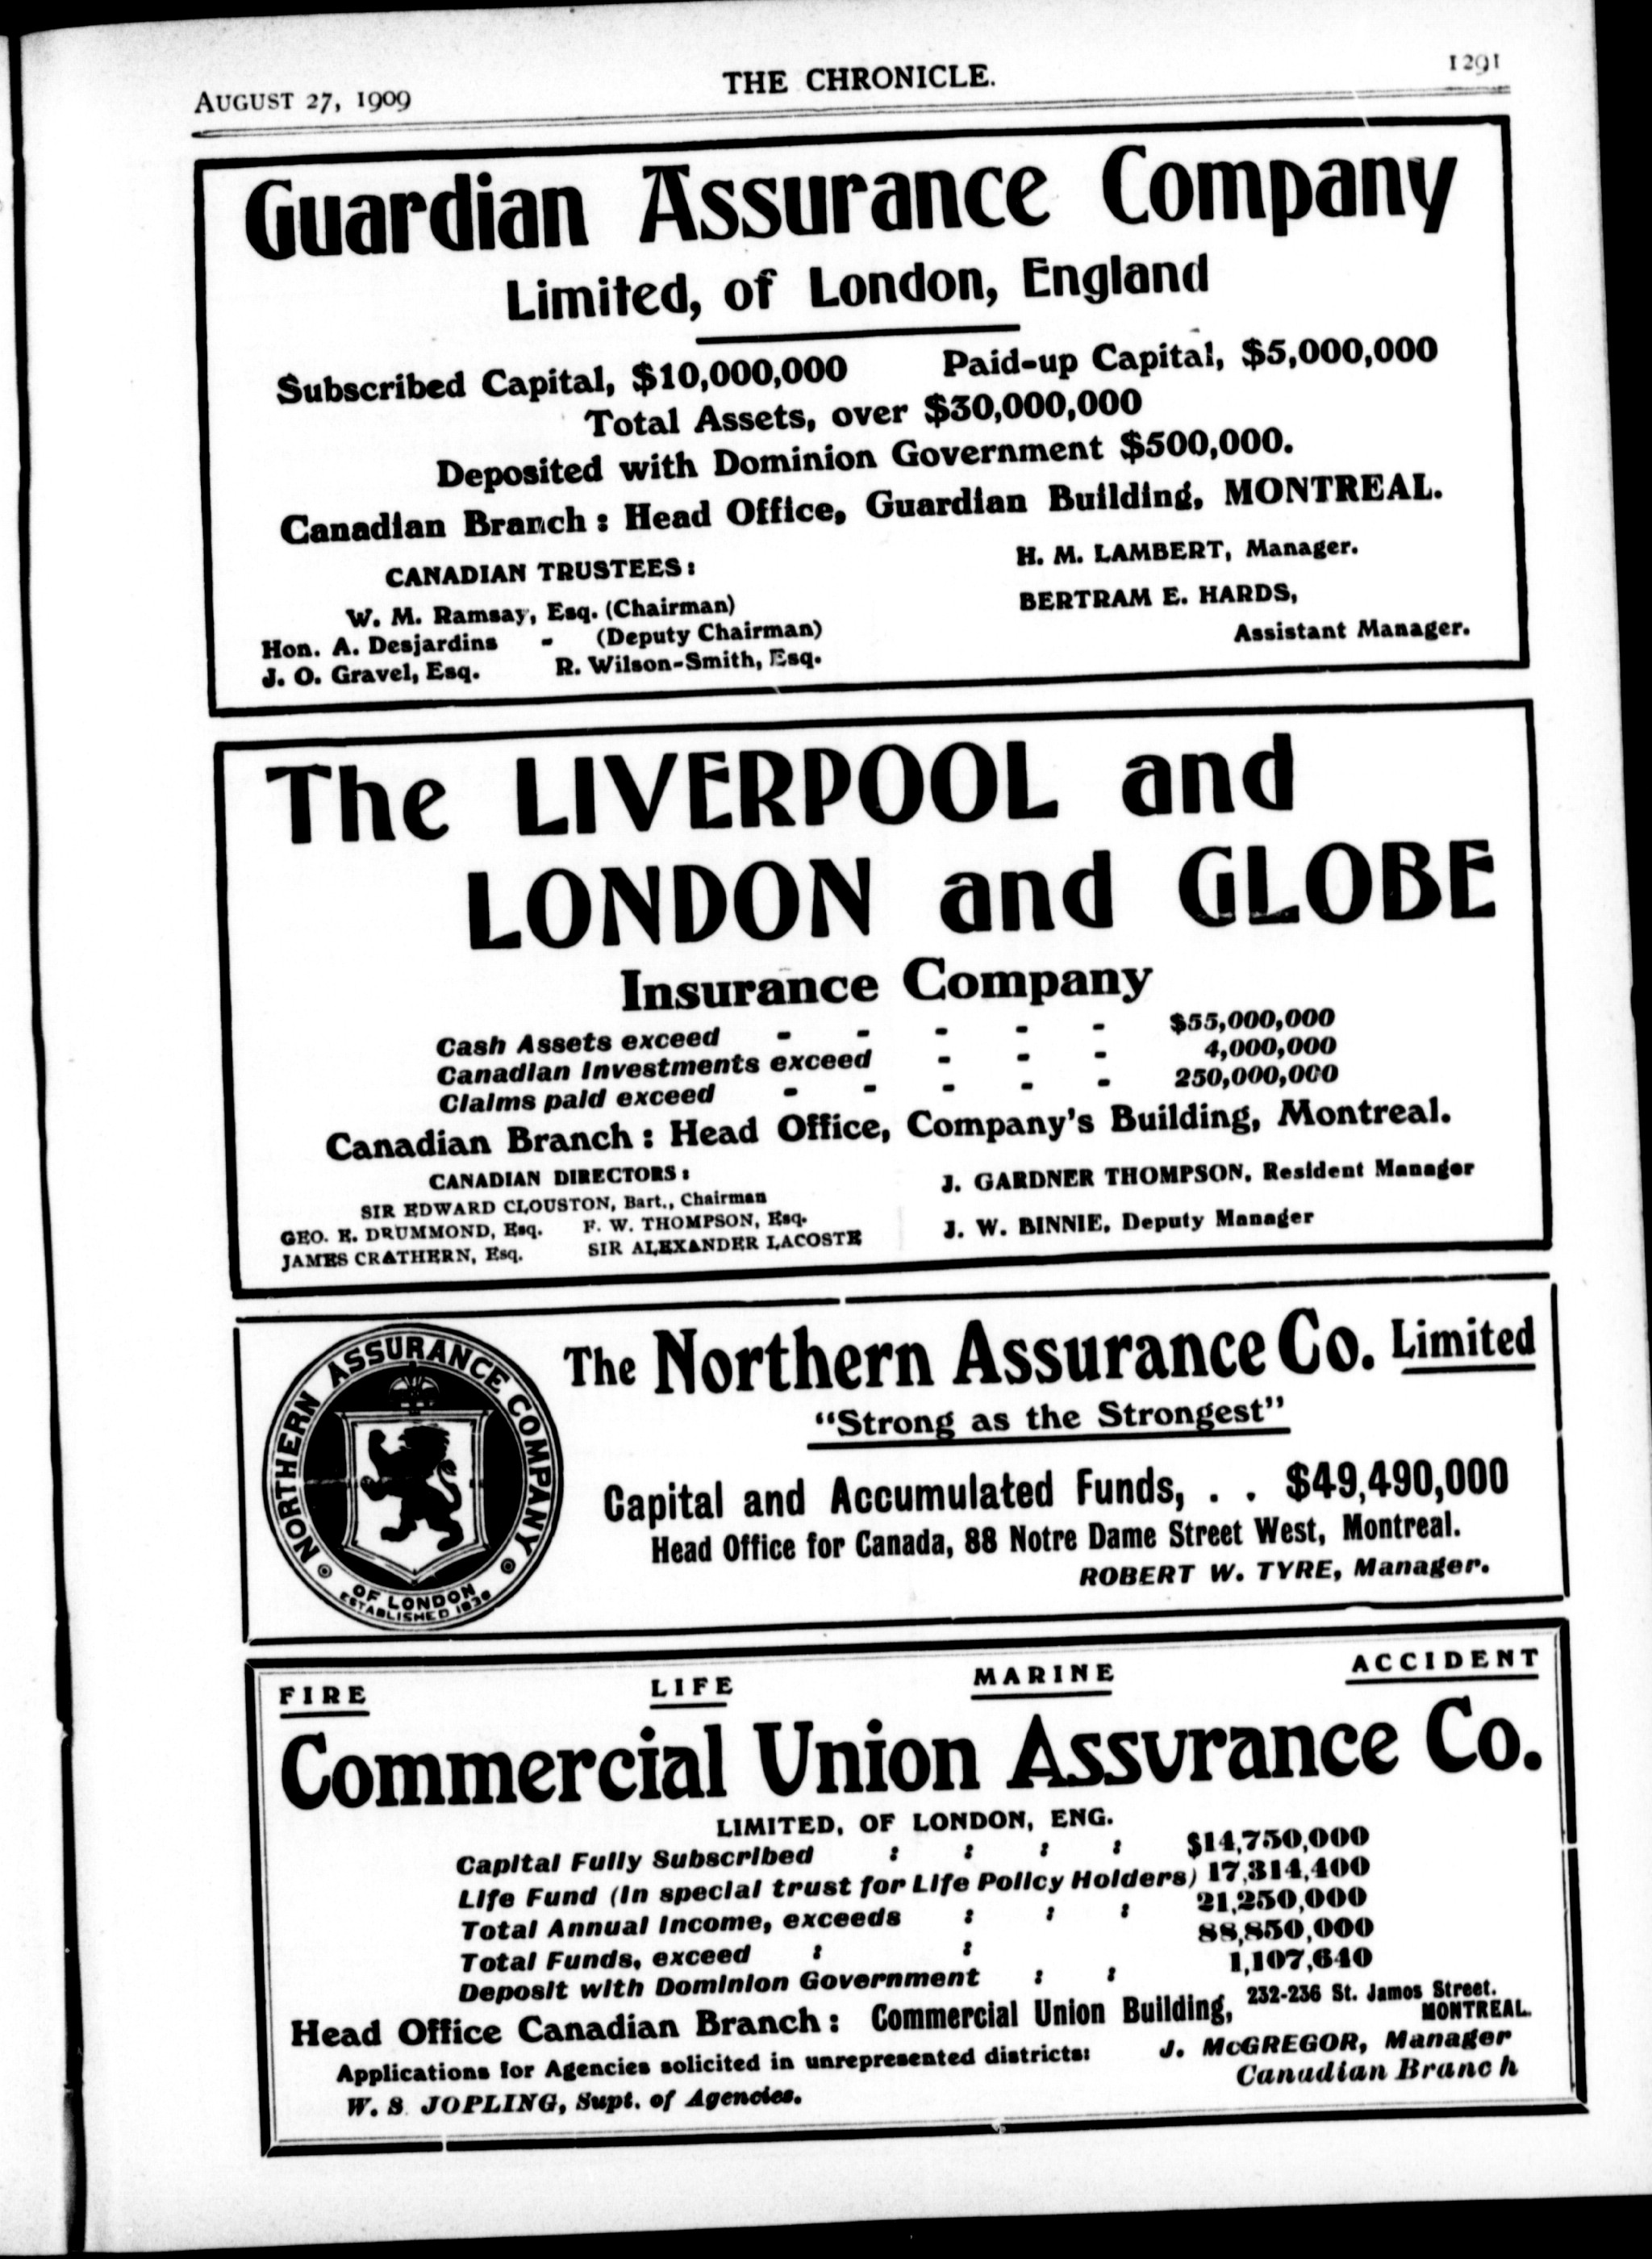 AUGUST 27, 1909
THE CHRONICLE.
1291
Guardian Assurance Company
Limited, of London, England
Subscribed Capital, $10,000,000 Paid-up Capital, $5,000,000
Total Assets, over $30,000,000
Deposited with Dominion Government $500,000.
Canadian Branch : Head Office, Guardian Building, MONTREAL.
CANADIAN TRUSTEES :
W. M. Ramsay, Esq. (Chairman)
Hon. A. Desjardins - (Deputy Chairman)
J. O. Gravel, Esq. R. Wilson-Smith, Esq.
H. M. LAMBERT, Manager.
BERTRAM E. HARDS,
Assistant Manager.
The LIVERPOOL and
LONDON and GLOBE
Insurance Company
Cash Assets exceed - - - - - $55,000,000
Canadian Investments exceed - - - 4,000,000
Claims paid exceed - - - - - 250,000,000
Canadian Branch : Head Office, Company's Building, Montreal.
CANADIAN DIRECTORS :
SIR EDWARD CLOUSTON, Bart., Chairman
GEO. E. DRUMMOND, Esq. F. W. THOMPSON, Esq.
JAMES CRATHERN, Esq. SIR ALEXANDER LACOSTE
J. GARDNER THOMPSON, Resident Manager
J. W. BINNIE, Deputy Manager
NORTHERN ASSURANCE COMPANY
OF LONDON
ESTABLISHED 1836
The Northern Assurance Co. Limited
"Strong as the Strongest"
Capital and Accumulated Funds, . . $49,490,000
Head Office for Canada, 88 Notre Dame Street West, Montreal.
ROBERT W. TYRE, Manager.
FIRE LIFE MARINE ACCIDENT
Commercial Union Assurance Co.
LIMITED, OF LONDON, ENG.
Capital Fully Subscribed : : : : $14,750,000
Life Fund (In special trust for Life Policy Holders) 17,314,400
Total Annual Income, exceeds : : : 21,250,000
Total Funds, exceed : : 88,850,000
Deposit with Dominion Government : : 1,107,640
Head Office Canadian Branch : Commercial Union Building, 232-236 St. James Street.
MONTREAL.
Applications for Agencies solicited in unrepresented districts:
W. S. JOPLING, Supt. of Agencies.
J. McGREGOR, Manager
Canadian Branch